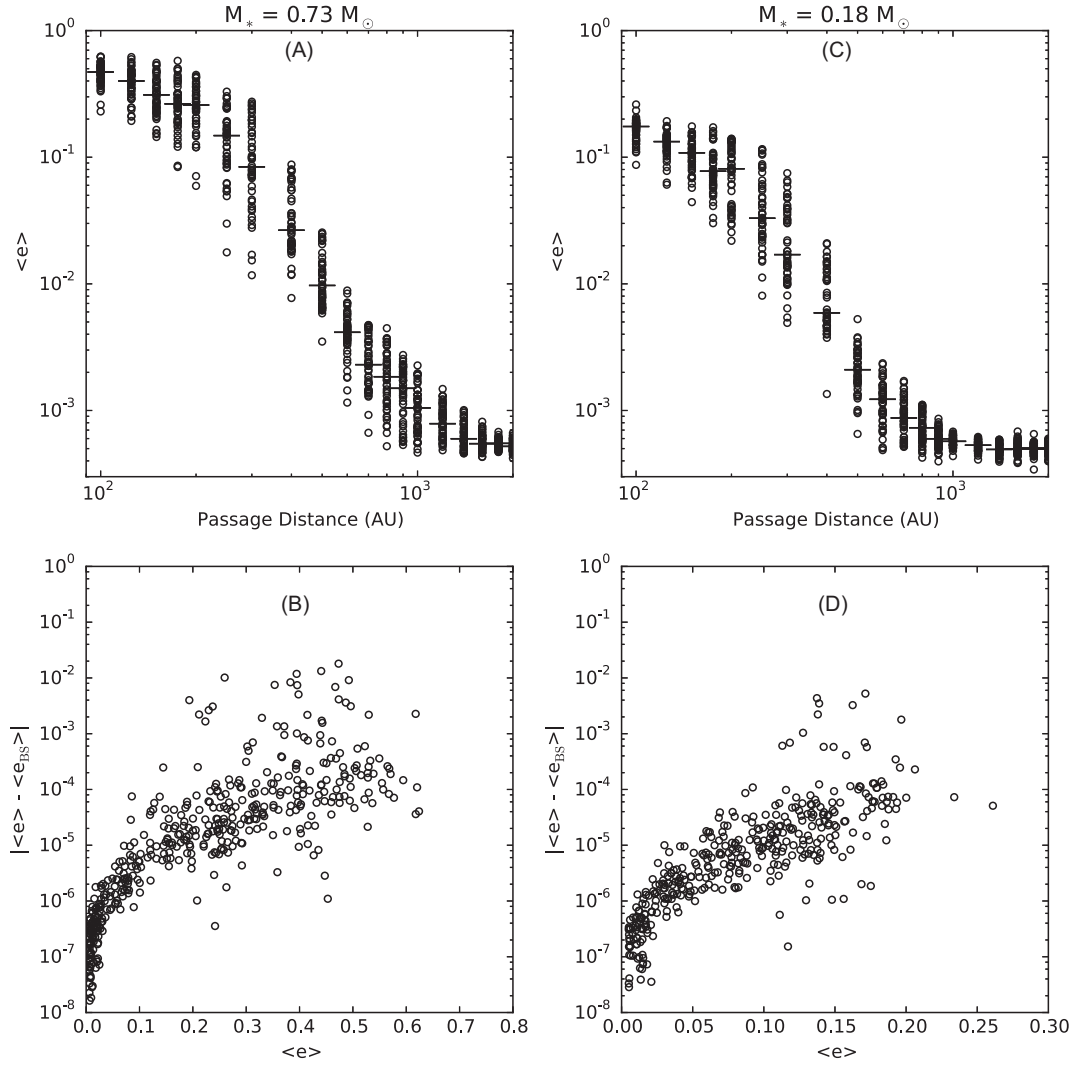 M* = 0.73 M☉
M* = 0.18 M☉
(A)
(C)
10^0
10^-1
10^-2
10^-3
<e>
10^2
10^3
Passage Distance (AU)
10^0
10^-1
10^-2
10^-3
<e>
10^2
10^3
Passage Distance (AU)
(B)
10^0
10^-1
10^-2
10^-3
10^-4
10^-5
10^-6
10^-7
10^-8
|<e> - <e_BS>|
0.0 0.1 0.2 0.3 0.4 0.5 0.6 0.7 0.8
<e>
(D)
10^0
10^-1
10^-2
10^-3
10^-4
10^-5
10^-6
10^-7
10^-8
|<e> - <e_BS>|
0.00 0.05 0.10 0.15 0.20 0.25 0.30
<e>